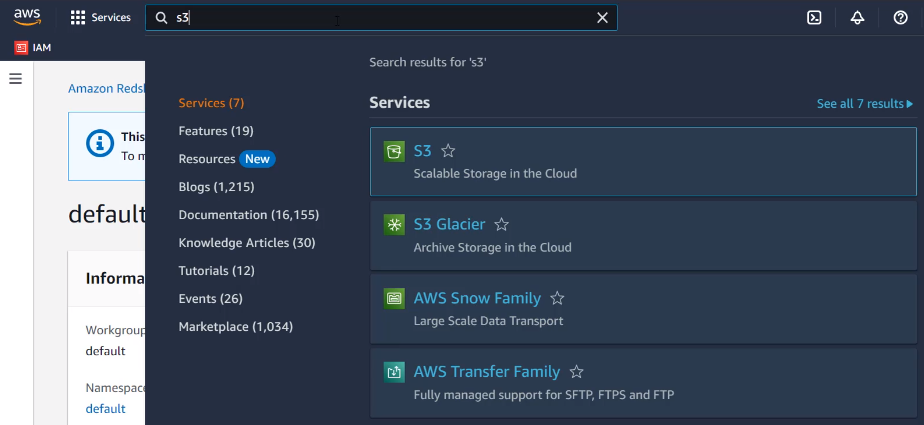 aws
Services
s3
IAM
Search results for 's3'
Amazon Redsh
Services (7)
Services
See all 7 results
This
To m
Features (19)
Resources New
Blogs (1,215)
Documentation (16,155)
Knowledge Articles (30)
Tutorials (12)
Events (26)
Marketplace (1,034)
S3
Scalable Storage in the Cloud
S3 Glacier
Archive Storage in the Cloud
AWS Snow Family
Large Scale Data Transport
AWS Transfer Family
Fully managed support for SFTP, FTPS and FTP
default
Informa
Workgroup
default
Namespace
default